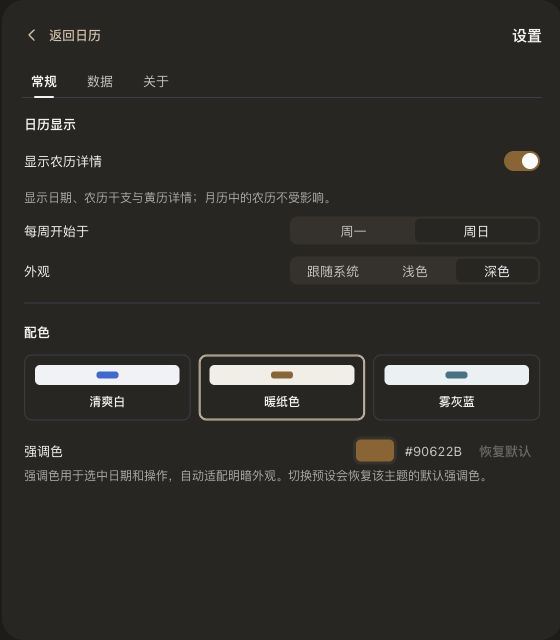 返回日历 设置
常规 数据 关于
日历显示
显示农历详情
显示日期、农历干支与黄历详情；月历中的农历不受影响。
每周开始于 周一 周日
外观 跟随系统 浅色 深色
配色
清爽白 暖纸色 雾灰蓝
强调色 #90622B 恢复默认
强调色用于选中日期和操作，自动适配明暗外观。切换预设会恢复该主题的默认强调色。